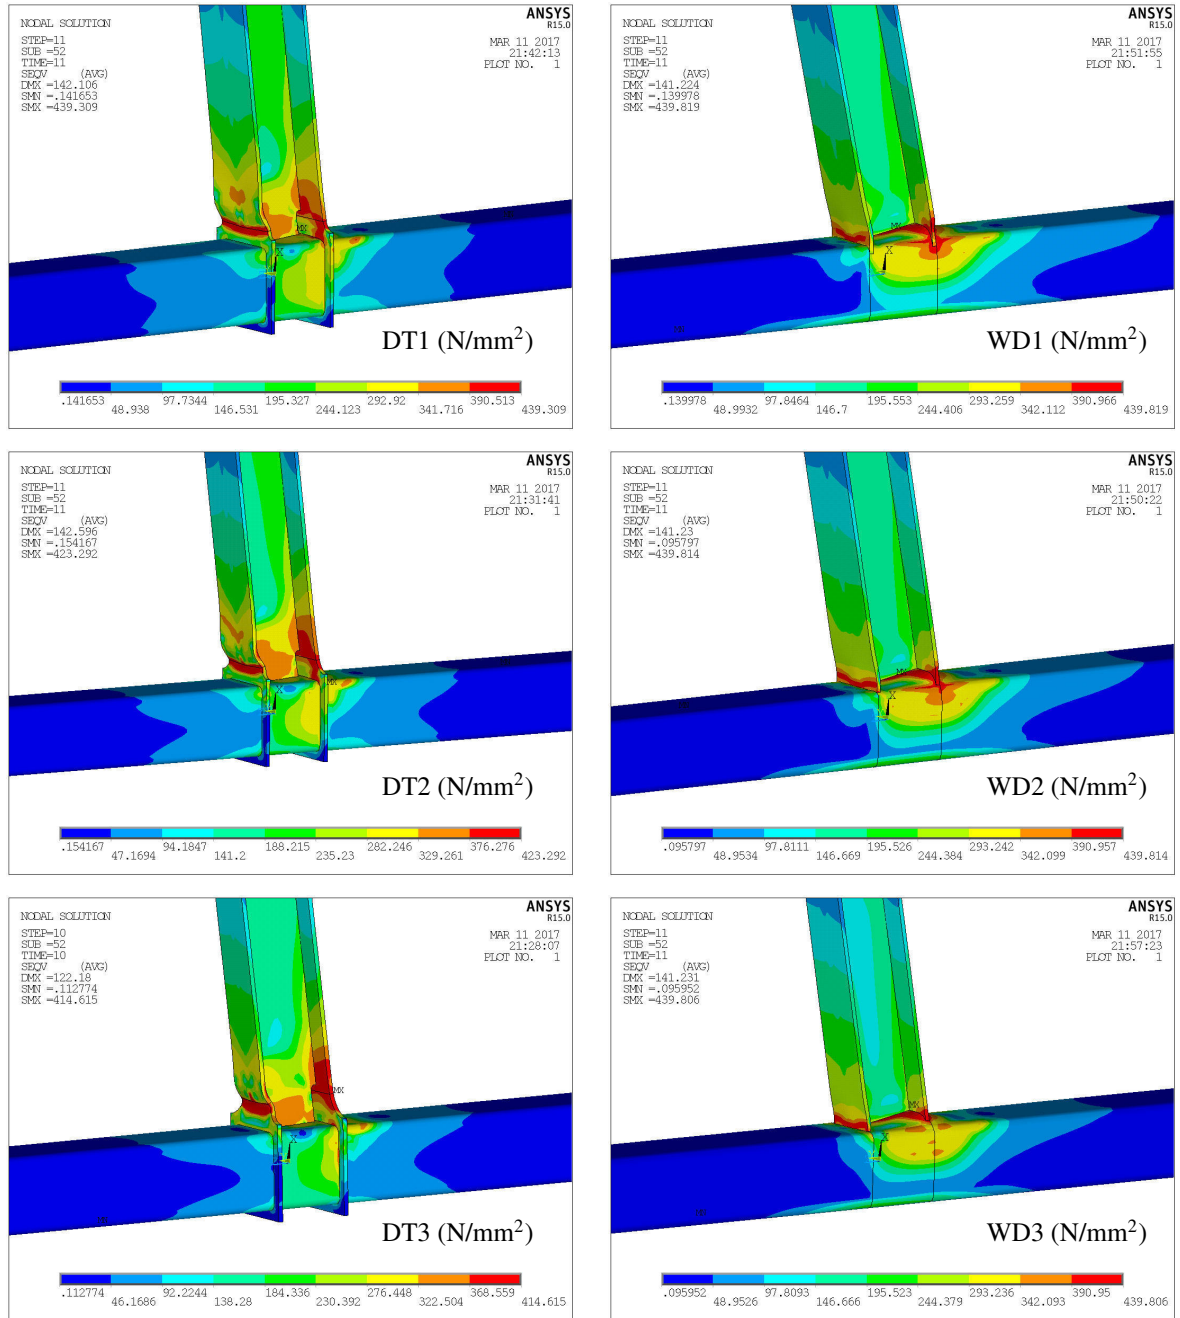 NODAL SOLUTION
STEP=11
SUB =52
TIME=11
SEQV (AVG)
DMX =142.106
SMN =.141653
SMX =439.309
ANSYS
R15.0
MAR 11 2017
21:42:13
PLOT NO. 1
MX
X
DT1 (N/mm²)
.141653 97.7344 195.327 292.92 390.513
48.938 146.531 244.123 341.716 439.309
NODAL SOLUTION
STEP=11
SUB =52
TIME=11
SEQV (AVG)
DMX =141.224
SMN =.139978
SMX =439.819
ANSYS
R15.0
MAR 11 2017
21:51:55
PLOT NO. 1
MX
X
MN
WD1 (N/mm²)
.139978 97.8464 195.553 293.259 390.966
48.9932 146.7 244.406 342.112 439.819
NODAL SOLUTION
STEP=11
SUB =52
TIME=11
SEQV (AVG)
DMX =142.596
SMN =.154167
SMX =423.292
ANSYS
R15.0
MAR 11 2017
21:31:41
PLOT NO. 1
MX
X
DT2 (N/mm²)
.154167 94.1847 188.215 282.246 376.276
47.1694 141.2 235.23 329.261 423.292
NODAL SOLUTION
STEP=11
SUB =52
TIME=11
SEQV (AVG)
DMX =141.23
SMN =.095797
SMX =439.814
ANSYS
R15.0
MAR 11 2017
21:50:22
PLOT NO. 1
MX
X
WD2 (N/mm²)
.095797 97.8111 195.526 293.242 390.957
48.9534 146.669 244.384 342.099 439.814
NODAL SOLUTION
STEP=10
SUB =52
TIME=10
SEQV (AVG)
DMX =122.18
SMN =.112774
SMX =414.615
ANSYS
R15.0
MAR 11 2017
21:28:07
PLOT NO. 1
MX
X
MN
DT3 (N/mm²)
.112774 92.2244 184.336 276.448 368.559
46.1686 138.28 230.392 322.504 414.615
NODAL SOLUTION
STEP=11
SUB =52
TIME=11
SEQV (AVG)
DMX =141.231
SMN =.095952
SMX =439.806
ANSYS
R15.0
MAR 11 2017
21:57:23
PLOT NO. 1
MX
X
MN
WD3 (N/mm²)
.095952 97.8093 195.523 293.236 390.95
48.9526 146.666 244.379 342.093 439.806